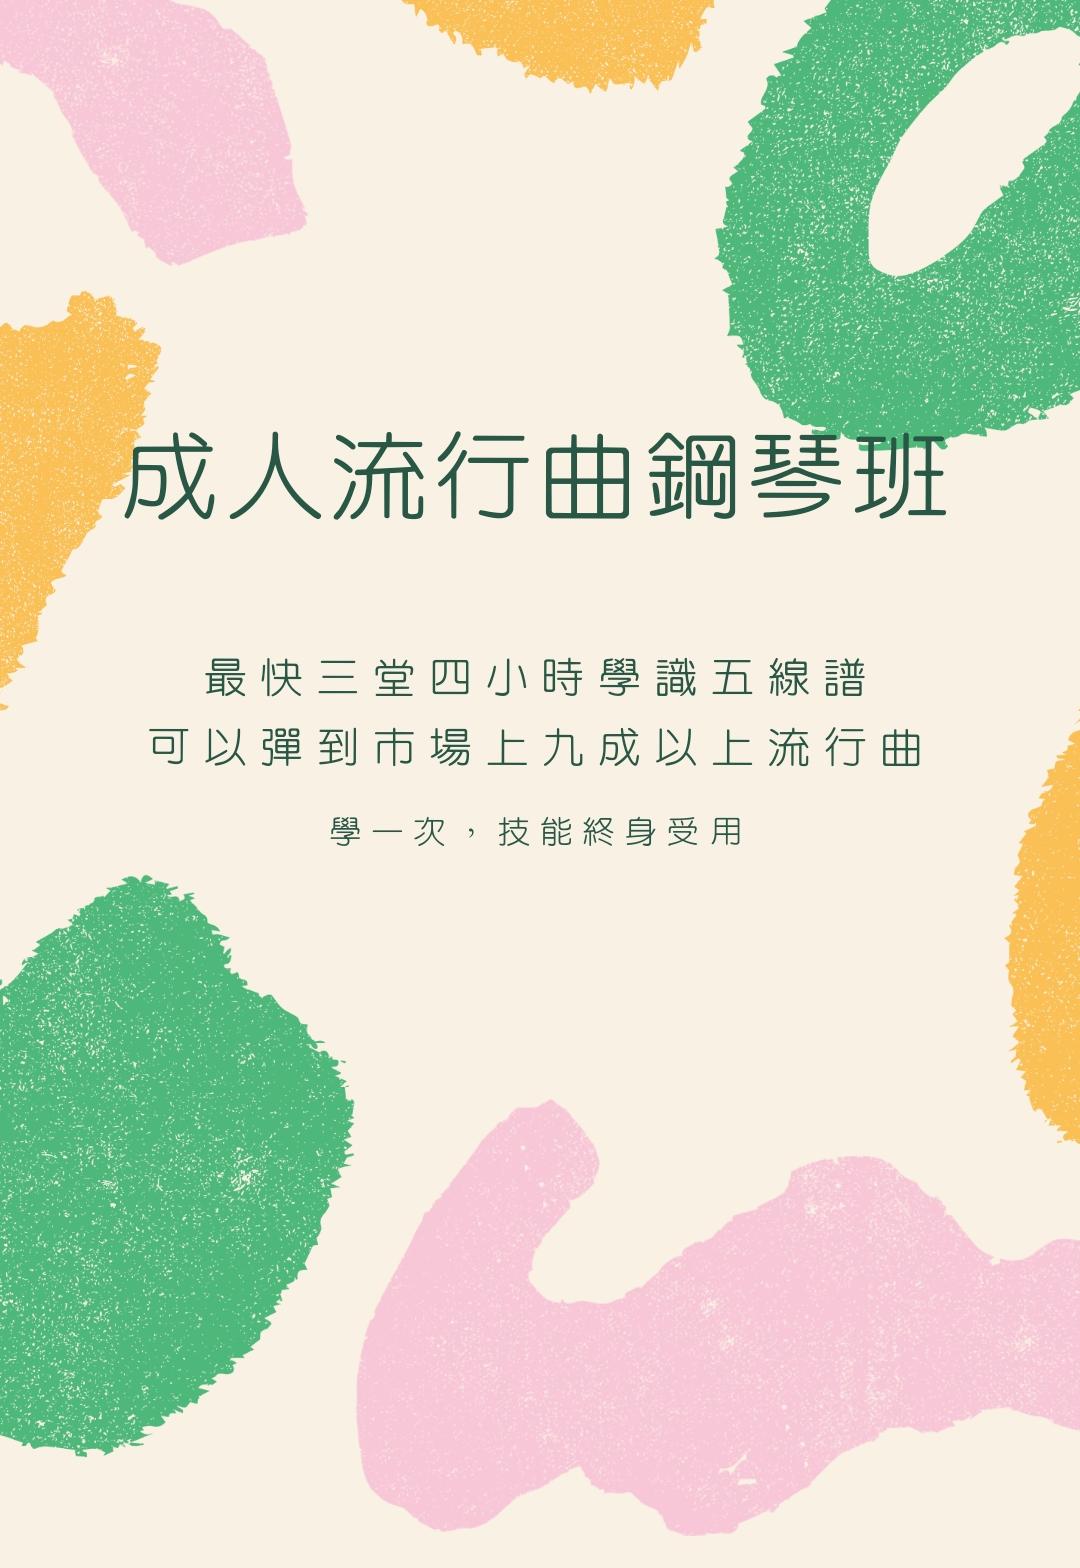 成人流行曲鋼琴班
最快三堂四小時學識五線譜
可以彈到市場上九成以上流行曲
學一次，技能終身受用